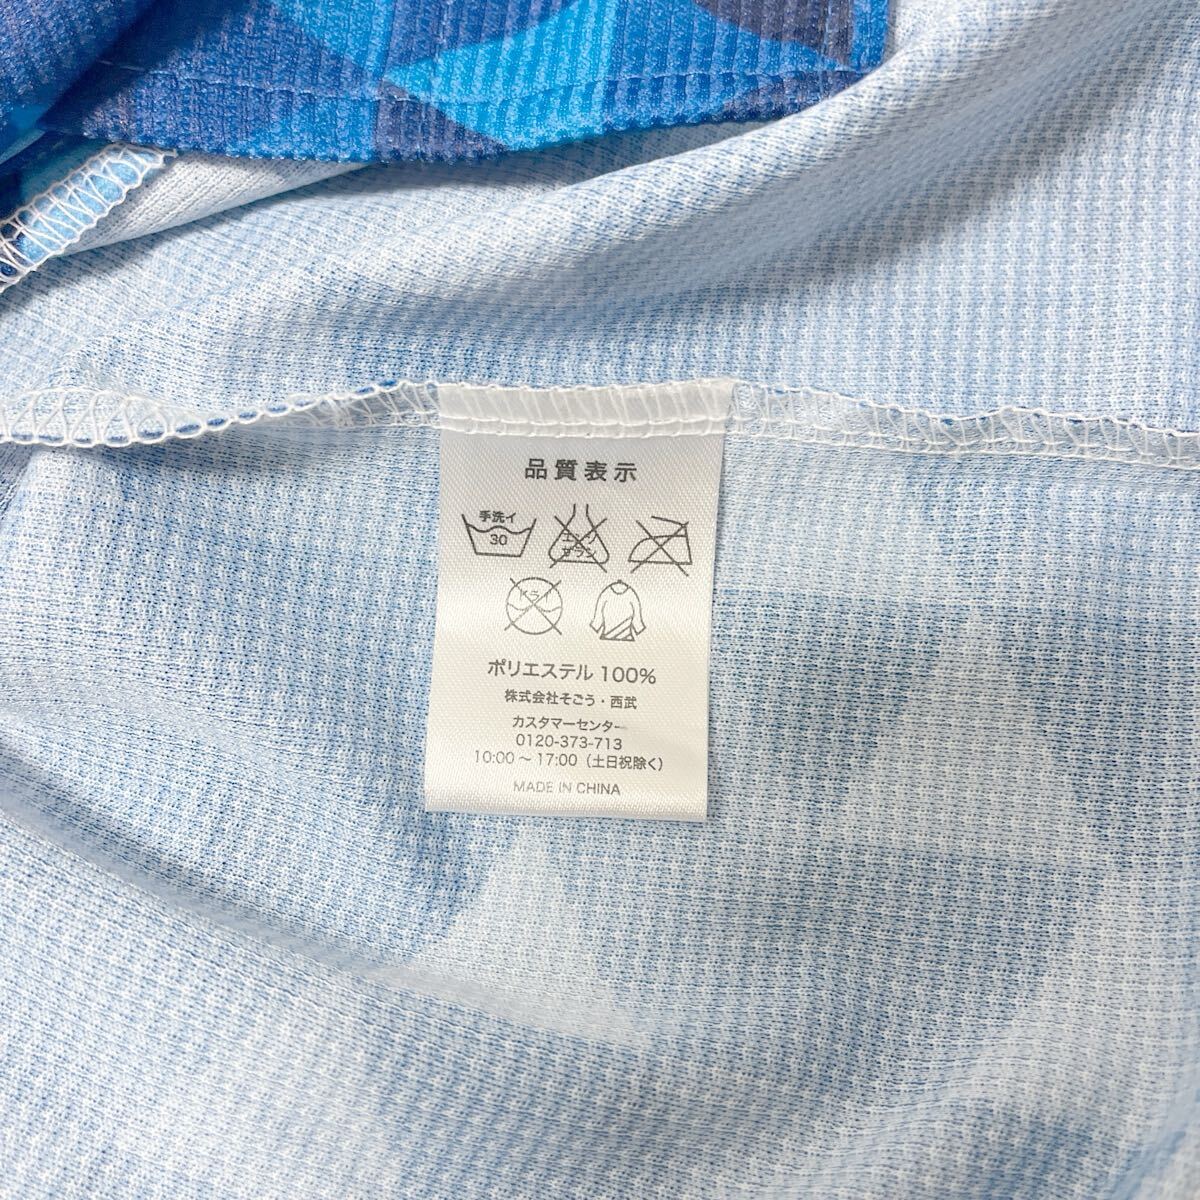 品質表示
手洗イ
30
エンソ
サラシ
ドライ
ポリエステル 100%
株式会社そごう・西武
カスタマーセンター
0120-373-713
10:00～17:00（土日祝除く）
MADE IN CHINA